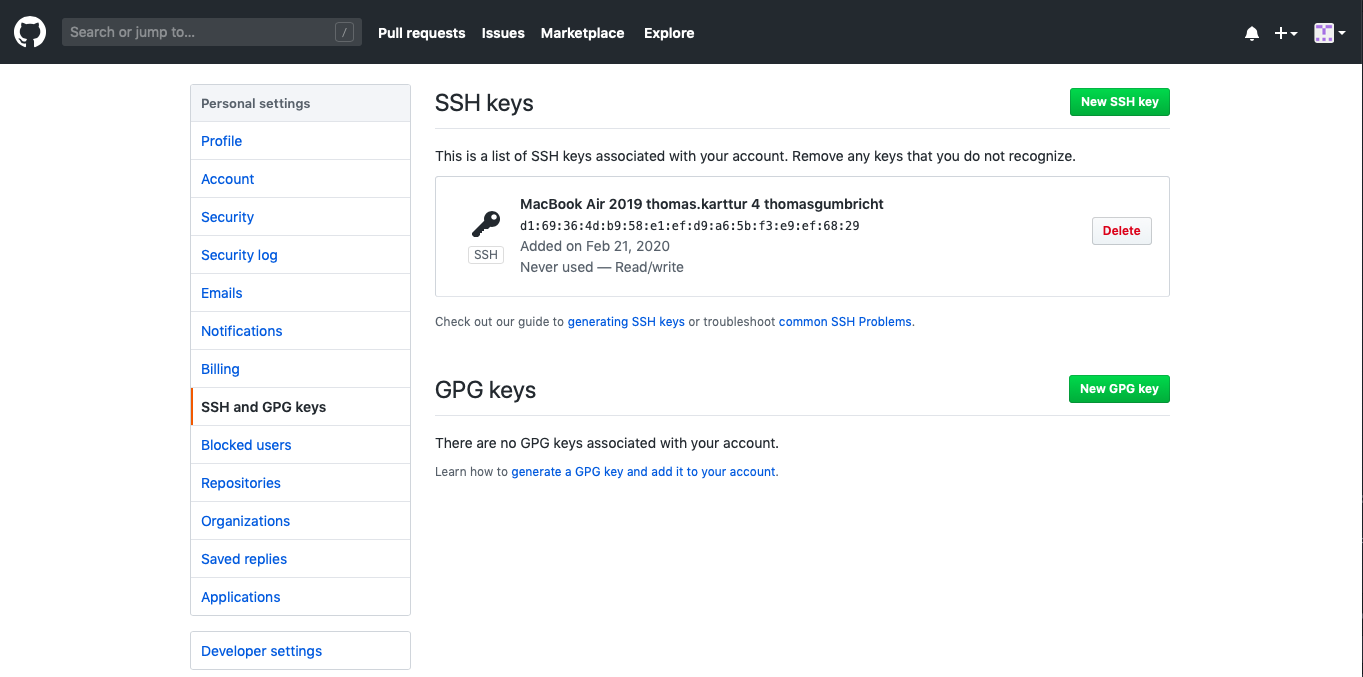 Search or jump to... /
Pull requests Issues Marketplace Explore
Personal settings
Profile
Account
Security
Security log
Emails
Notifications
Billing
SSH and GPG keys
Blocked users
Repositories
Organizations
Saved replies
Applications
Developer settings
SSH keys
New SSH key
This is a list of SSH keys associated with your account. Remove any keys that you do not recognize.
SSH
MacBook Air 2019 thomas.karttur 4 thomasgumbricht
d1:69:36:4d:b9:58:e1:ef:d9:a6:5b:f3:e9:ef:68:29
Added on Feb 21, 2020
Never used — Read/write
Delete
Check out our guide to generating SSH keys or troubleshoot common SSH Problems.
GPG keys
New GPG key
There are no GPG keys associated with your account.
Learn how to generate a GPG key and add it to your account.